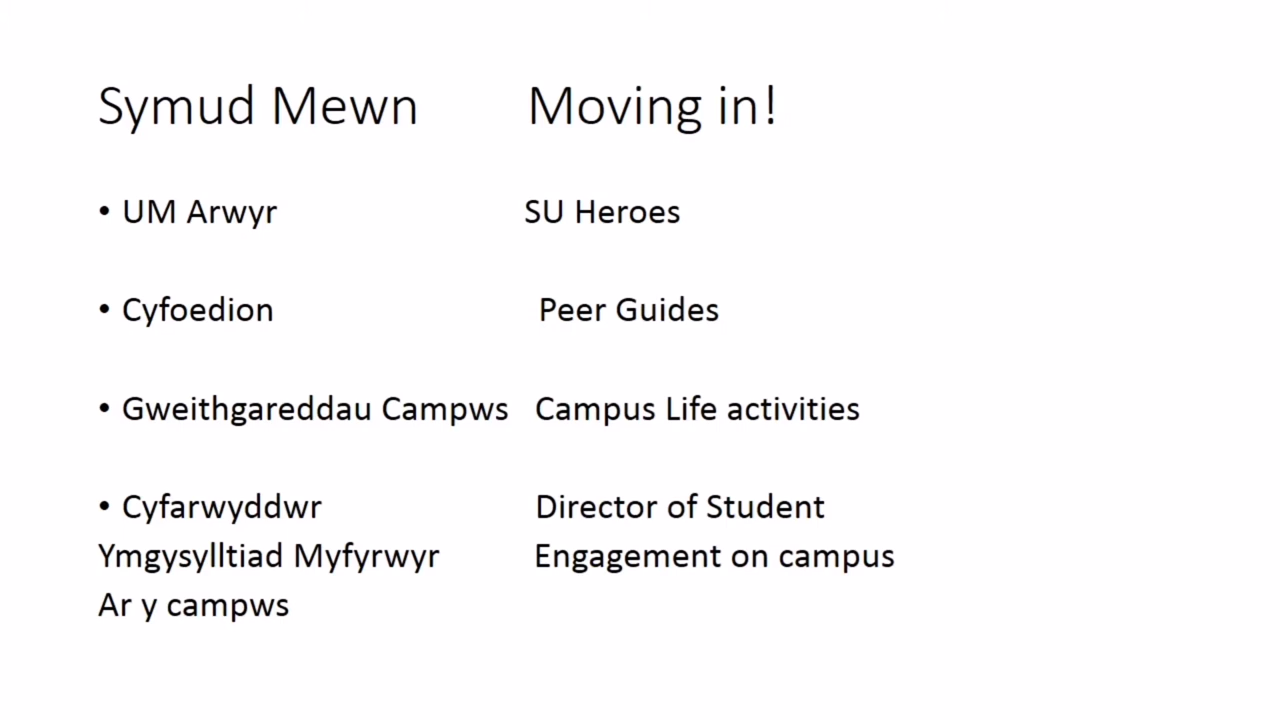 Symud Mewn Moving in!
• UM Arwyr SU Heroes
• Cyfoedion Peer Guides
• Gweithgareddau Campws Campus Life activities
• Cyfarwyddwr Director of Student
Ymgysylltiad Myfyrwyr Engagement on campus
Ar y campws